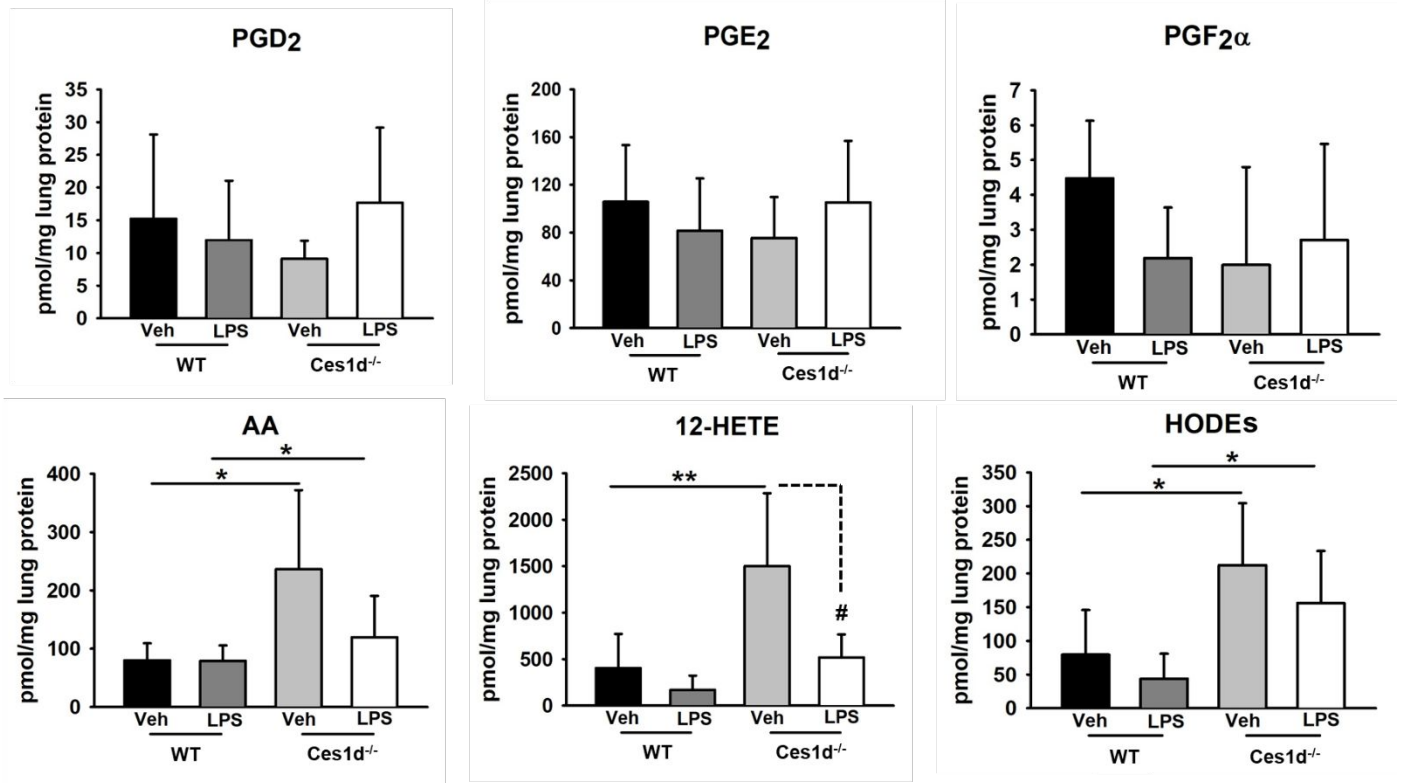 PGD2
pmol/mg lung protein
35
30
25
20
15
10
5
0
Veh LPS Veh LPS
WT Ces1d-/-
PGE2
pmol/mg lung protein
200
160
120
80
40
0
Veh LPS Veh LPS
WT Ces1d-/-
PGF2α
pmol/mg lung protein
7
6
5
4
3
2
1
0
Veh LPS Veh LPS
WT Ces1d-/-
AA
pmol/mg lung protein
*
*
400
300
200
100
0
Veh LPS Veh LPS
WT Ces1d-/-
12-HETE
pmol/mg lung protein
2500
**
2000
1500
1000
#
500
0
Veh LPS Veh LPS
WT Ces1d-/-
HODEs
pmol/mg lung protein
*
*
350
300
250
200
150
100
50
0
Veh LPS Veh LPS
WT Ces1d-/-